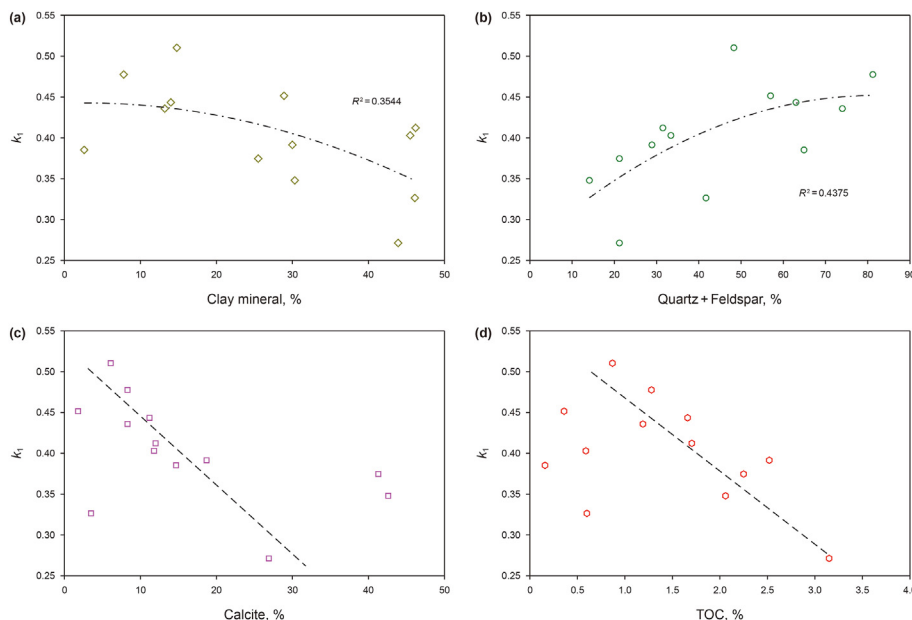 (a)
0.55
0.50
0.45
0.40
0.35
0.30
0.25
k₁
R² = 0.3544
0 10 20 30 40 50
Clay mineral, %
(b)
0.55
0.50
0.45
0.40
0.35
0.30
0.25
k₁
R² = 0.4375
0 10 20 30 40 50 60 70 80 90
Quartz + Feldspar, %
(c)
0.55
0.50
0.45
0.40
0.35
0.30
0.25
k₁
0 10 20 30 40 50
Calcite, %
(d)
0.55
0.50
0.45
0.40
0.35
0.30
0.25
k₁
0 0.5 1.0 1.5 2.0 2.5 3.0 3.5 4.0
TOC, %